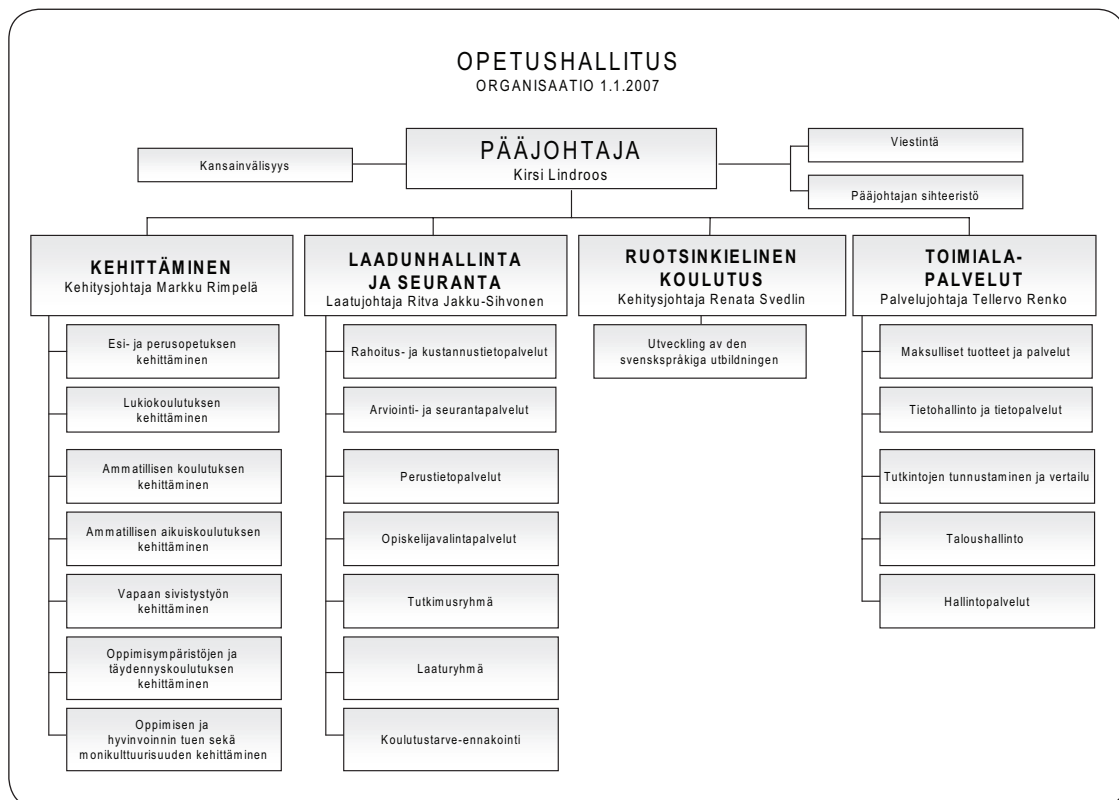 OPETUSHALLITUS
ORGANISAATIO 1.1.2007
PÄÄJOHTAJA
Kirsi Lindroos
Kansainvälisyys
Viestintä
Pääjohtajan sihteeristö
KEHITTÄMINEN
Kehitysjohtaja Markku Rimpelä
Esi- ja perusopetuksen
kehittäminen
Lukiokoulutuksen
kehittäminen
Ammatillisen koulutuksen
kehittäminen
Ammatillisen aikuiskoulutuksen
kehittäminen
Vapaan sivistystyön
kehittäminen
Oppimisympäristöjen ja
täydennyskoulutuksen
kehittäminen
Oppimisen ja
hyvinvoinnin tuen sekä
monikulttuurisuuden kehittäminen
LAADUNHALLINTA
JA SEURANTA
Laatujohtaja Ritva Jakku-Sihvonen
Rahoitus- ja kustannustietopalvelut
Arviointi- ja seurantapalvelut
Perustietopalvelut
Opiskelijavalintapalvelut
Tutkimusryhmä
Laaturyhmä
Koulutustarve-ennakointi
RUOTSINKIELINEN
KOULUTUS
Kehitysjohtaja Renata Svedlin
Utveckling av den
svenskspråkiga utbildningen
TOIMIALA-
PALVELUT
Palvelujohtaja Tellervo Renko
Maksulliset tuotteet ja palvelut
Tietohallinto ja tietopalvelut
Tutkintojen tunnustaminen ja vertailu
Taloushallinto
Hallintopalvelut